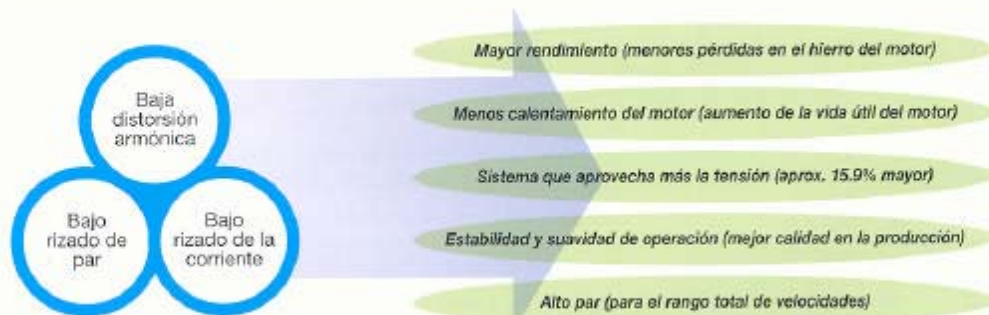 Baja
distorsión
armónica
Bajo
rizado de
par
Bajo
rizado de la
corriente
Mayor rendimiento (menores pérdidas en el hierro del motor)
Menos calentamiento del motor (aumento de la vida útil del motor)
Sistema que aprovecha más la tensión (aprox. 15.9% mayor)
Estabilidad y suavidad de operación (mejor calidad en la producción)
Alto par (para el rango total de velocidades)